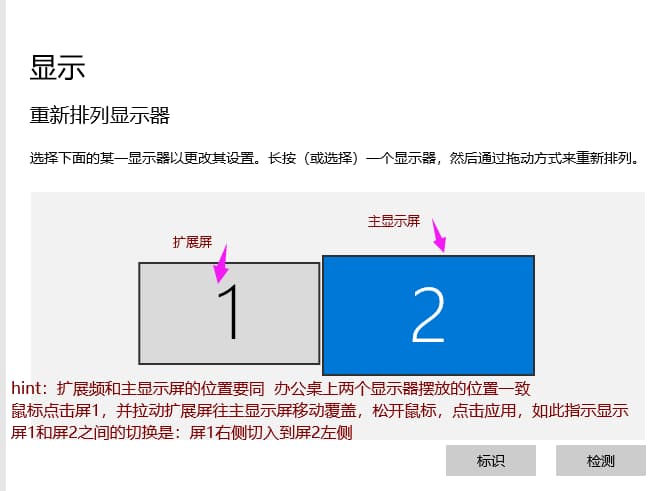 显示
重新排列显示器
选择下面的某一显示器以更改其设置。长按（或选择）一个显示器，然后通过拖动方式来重新排列。
主显示屏
扩展屏
1
2
hint：扩展频和主显示屏的位置要同 办公桌上两个显示器摆放的位置一致
鼠标点击屏1，并拉动扩展屏往主显示屏移动覆盖，松开鼠标，点击应用，如此指示显示
屏1和屏2之间的切换是：屏1右侧切入到屏2左侧
标识
检测